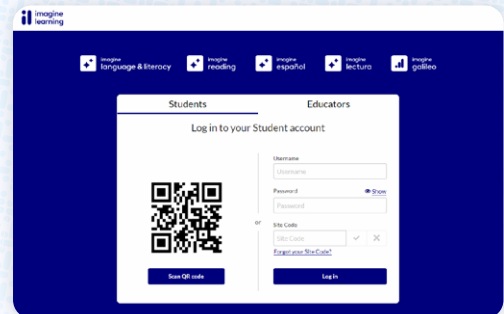 imagine
learning
imagine
language & literacy
imagine
reading
imagine
español
imagine
lectura
imagine
galileo
Students
Educators
Log in to your Student account
Scan QR code
or
Username
Username
Password
Show
Password
Site Code
Site Code
Forgot your Site Code?
Log in